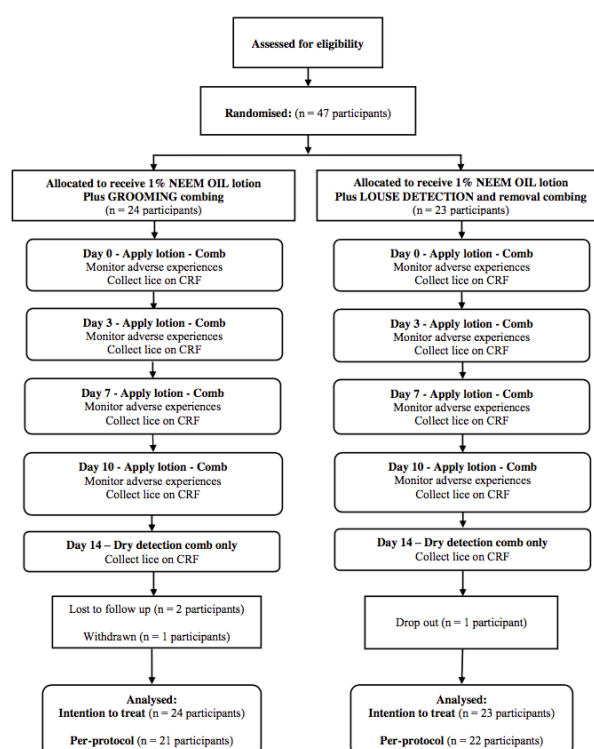 Assessed for eligibility
Randomised: (n = 47 participants)
Allocated to receive 1% NEEM OIL lotion
Plus GROOMING combing
(n = 24 participants)
Day 0 - Apply lotion - Comb
Monitor adverse experiences
Collect lice on CRF
Day 3 - Apply lotion - Comb
Monitor adverse experiences
Collect lice on CRF
Day 7 - Apply lotion - Comb
Monitor adverse experiences
Collect lice on CRF
Day 10 - Apply lotion - Comb
Monitor adverse experiences
Collect lice on CRF
Day 14 – Dry detection comb only
Collect lice on CRF
Lost to follow up (n = 2 participants)
Withdrawn (n = 1 participants)
Analysed:
Intention to treat (n = 24 participants)
Per-protocol (n = 21 participants)
Allocated to receive 1% NEEM OIL lotion
Plus LOUSE DETECTION and removal combing
(n = 23 participants)
Day 0 - Apply lotion - Comb
Monitor adverse experiences
Collect lice on CRF
Day 3 - Apply lotion - Comb
Monitor adverse experiences
Collect lice on CRF
Day 7 - Apply lotion - Comb
Monitor adverse experiences
Collect lice on CRF
Day 10 - Apply lotion - Comb
Monitor adverse experiences
Collect lice on CRF
Day 14 – Dry detection comb only
Collect lice on CRF
Drop out (n = 1 participant)
Analysed:
Intention to treat (n = 23 participants)
Per-protocol (n = 22 participants)